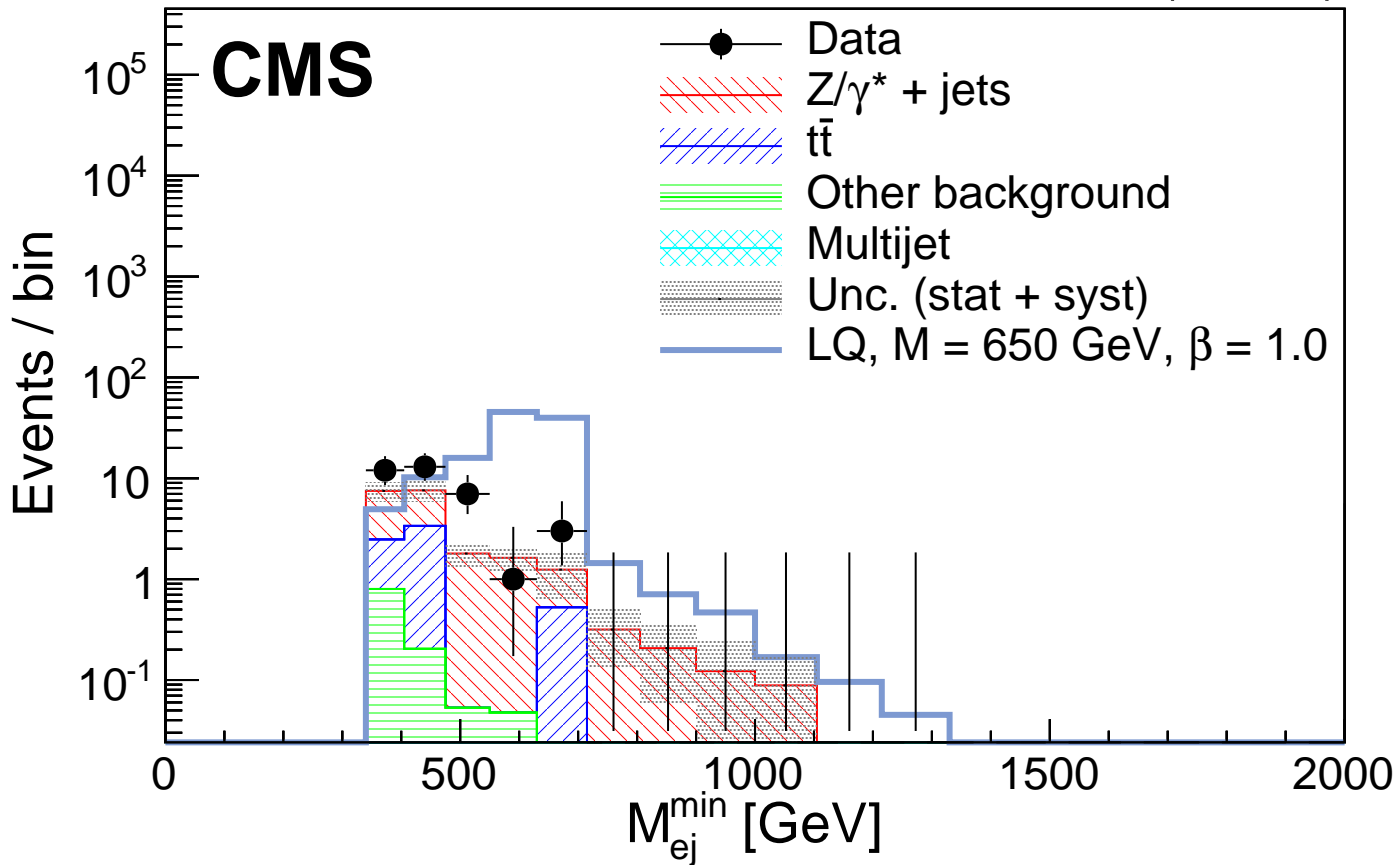 CMS
Data
Z/γ* + jets
tt̄
Other background
Multijet
Unc. (stat + syst)
LQ, M = 650 GeV, β = 1.0
Events / bin
10⁵
10⁴
10³
10²
10
1
10⁻¹
0 500 1000 1500 2000
M_ej^min [GeV]